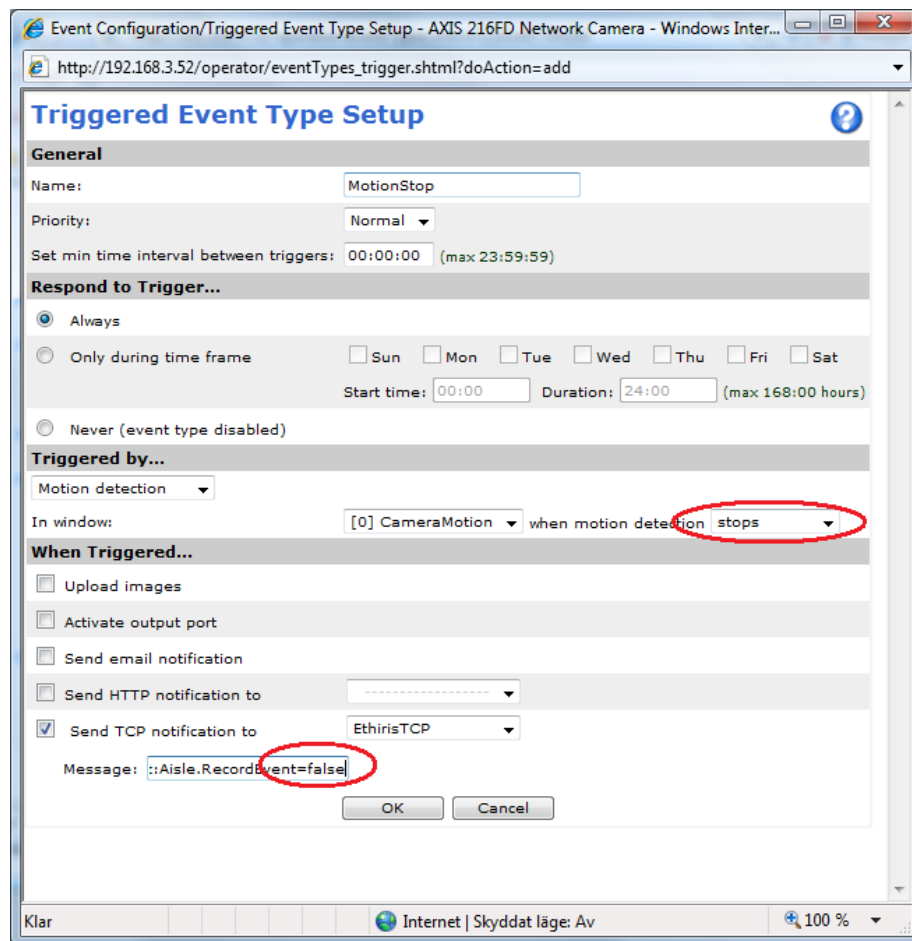 Event Configuration/Triggered Event Type Setup - AXIS 216FD Network Camera - Windows Inter...
http://192.168.3.52/operator/eventTypes_trigger.shtml?doAction=add
Triggered Event Type Setup
?
General
Name: MotionStop
Priority: Normal
Set min time interval between triggers: 00:00:00 (max 23:59:59)
Respond to Trigger...
Always
Only during time frame Sun Mon Tue Wed Thu Fri Sat
Start time: 00:00 Duration: 24:00 (max 168:00 hours)
Never (event type disabled)
Triggered by...
Motion detection
In window: [0] CameraMotion when motion detection stops
When Triggered...
Upload images
Activate output port
Send email notification
Send HTTP notification to ------------------
Send TCP notification to EthirisTCP
Message: ::Aisle.RecordEvent=false
OK Cancel
Klar Internet | Skyddat läge: Av 100 %